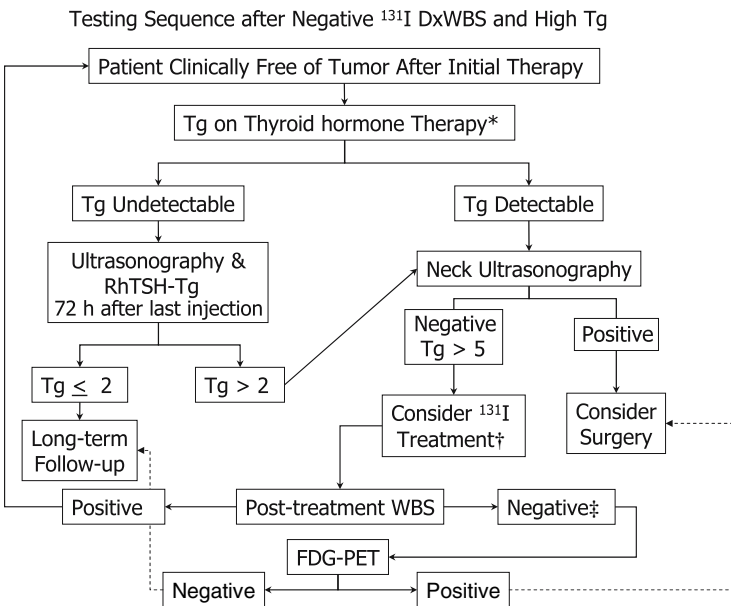 Testing Sequence after Negative ¹³¹I DxWBS and High Tg
Patient Clinically Free of Tumor After Initial Therapy
Tg on Thyroid hormone Therapy*
Tg Undetectable
Tg Detectable
Ultrasonography &
RhTSH-Tg
72 h after last injection
Neck Ultrasonography
Negative
Tg > 5
Positive
Tg ≤ 2
Tg > 2
Consider ¹³¹I
Treatment†
Consider
Surgery
Long-term
Follow-up
Positive
Post-treatment WBS
Negative‡
FDG-PET
Negative
Positive